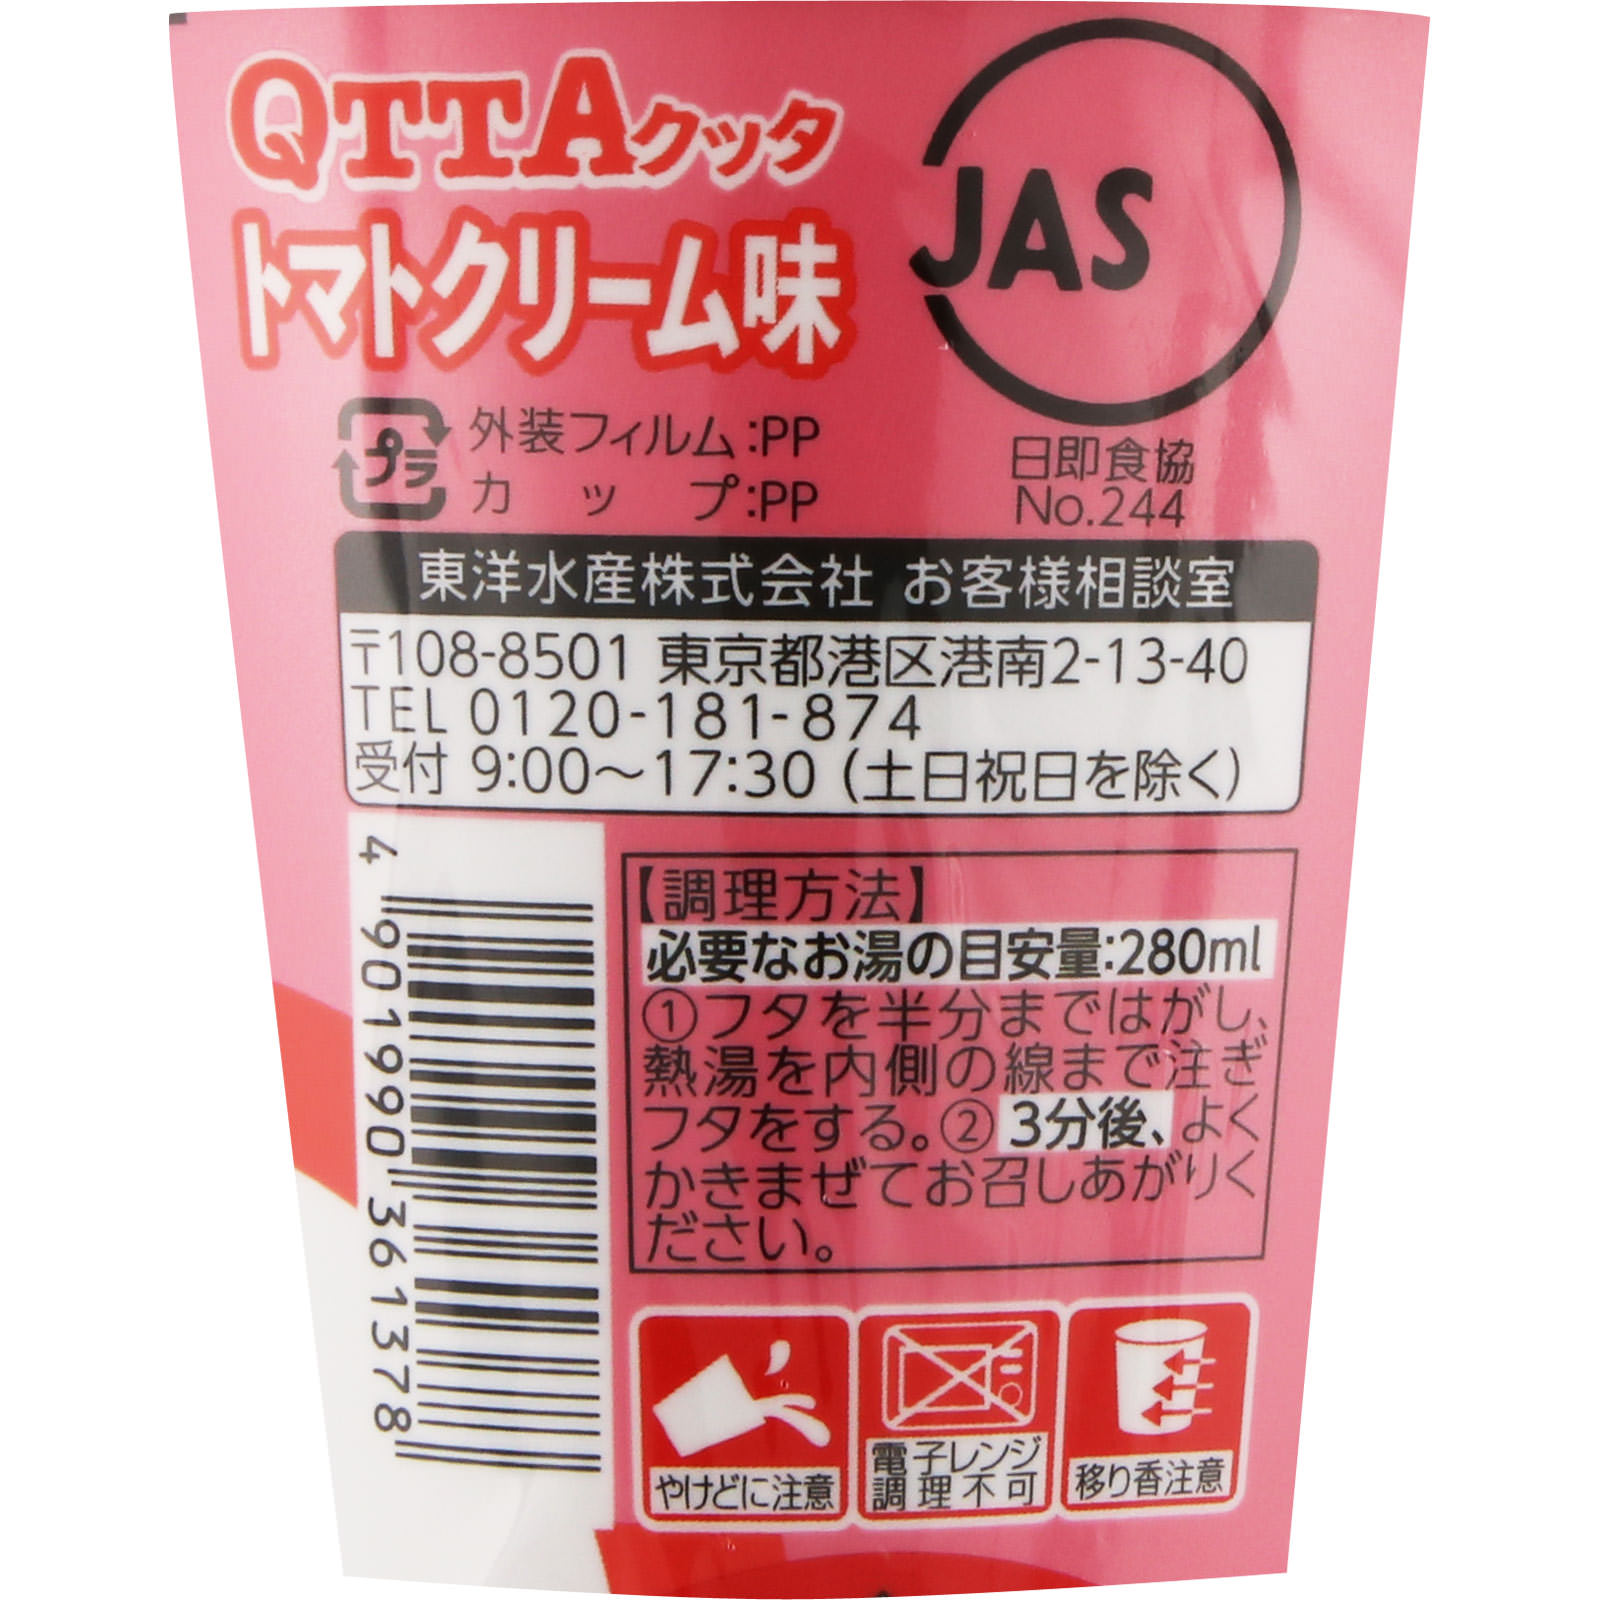 QTTAクッタ
トマトクリーム味
JAS
日即食協
No.244
プラ
外装フィルム:PP
カップ:PP
東洋水産株式会社 お客様相談室
〒108-8501 東京都港区港南2-13-40
TEL 0120-181-874
受付 9:00～17:30 (土日祝日を除く)
4 901990 361378
【調理方法】
必要なお湯の目安量:280ml
①フタを半分まではがし、
熱湯を内側の線まで注ぎ
フタをする。②3分後、よく
かきまぜてお召しあがりく
ださい。
やけどに注意
電子レンジ
調理不可
移り香注意